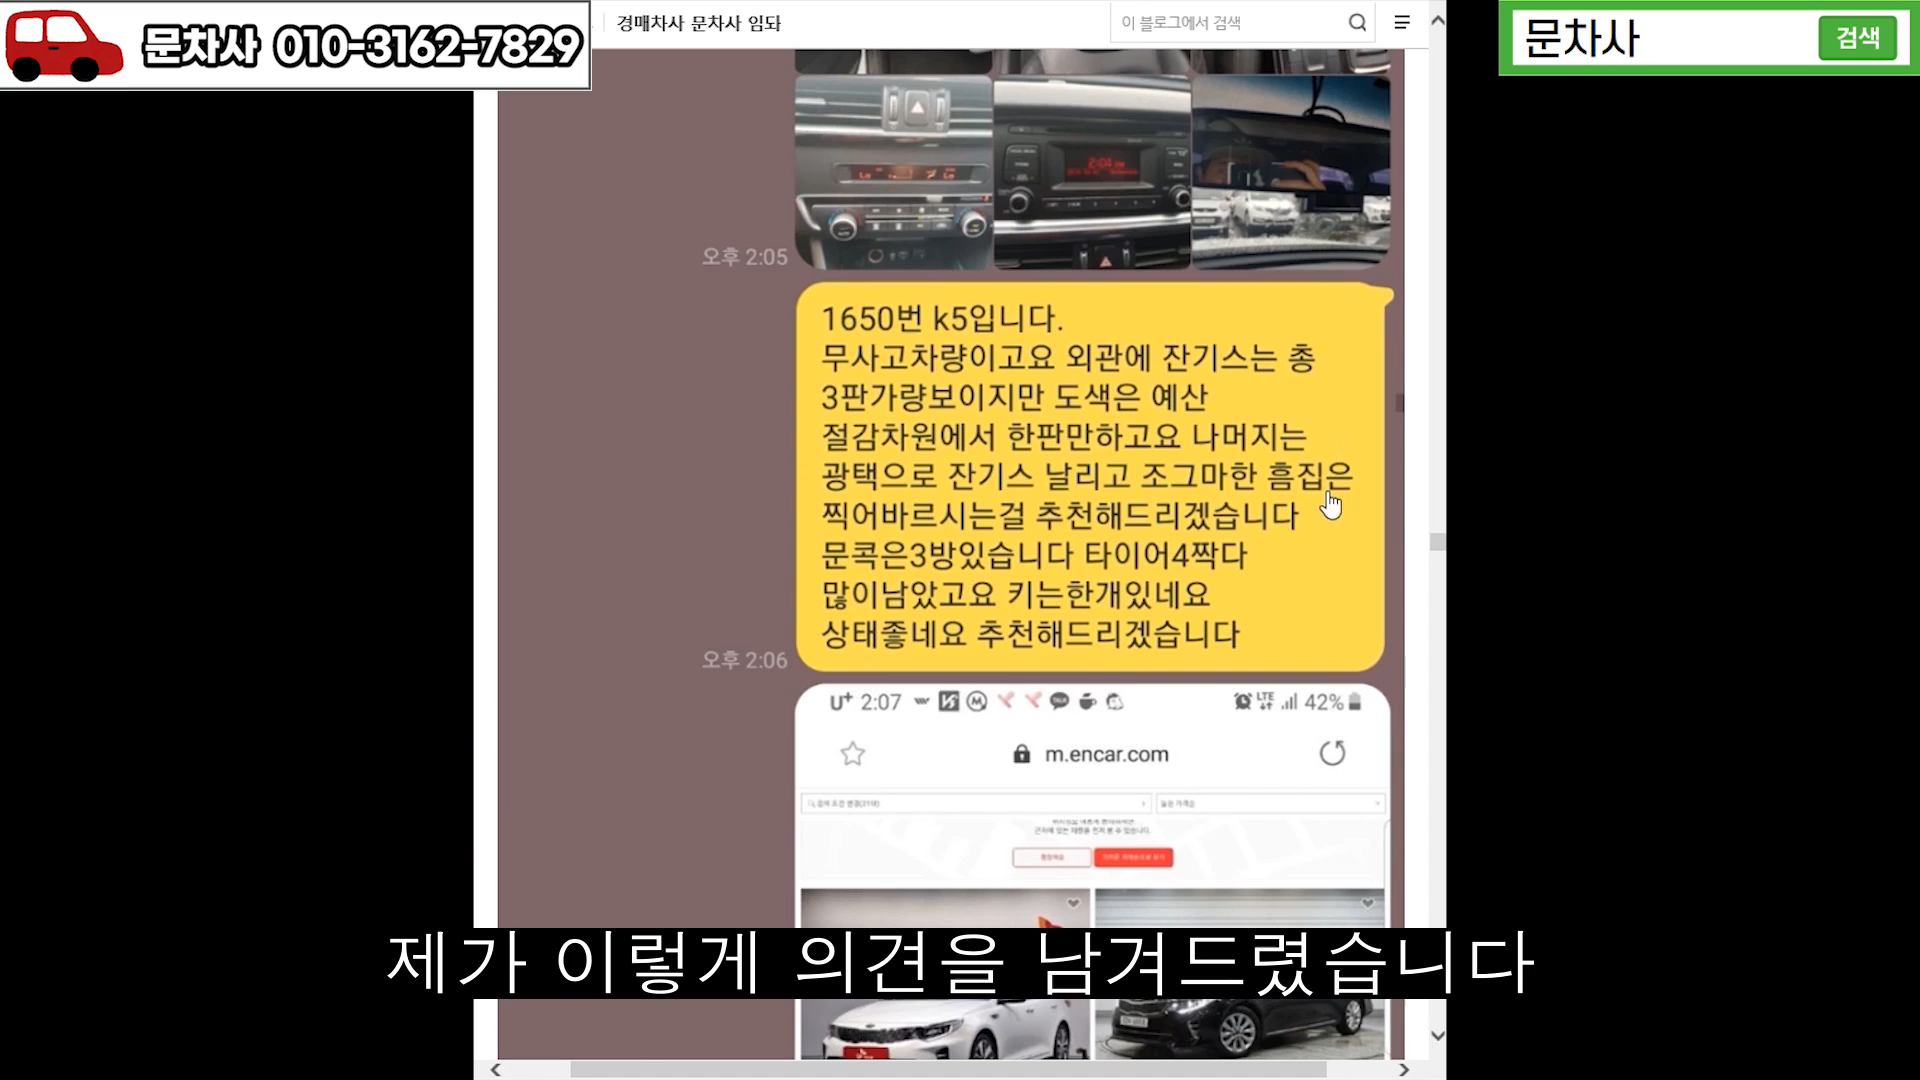 문차사 010-3162-7829
경매차사 문차사 임돠
이 블로그에서 검색
문차사
검색
2:04
오후 2:05
1650번 k5입니다.
무사고차량이고요 외관에 잔기스는 총
3판가량보이지만 도색은 예산
절감차원에서 한판만하고요 나머지는
광택으로 잔기스 날리고 조그마한 흠집은
찍어바르시는걸 추천해드리겠습니다
문콕은3방있습니다 타이어4짝다
많이남았고요 키는한개있네요
상태좋네요 추천해드리겠습니다
오후 2:06
U+ 2:07
LTE 42%
m.encar.com
제가 이렇게 의견을 남겨드렸습니다